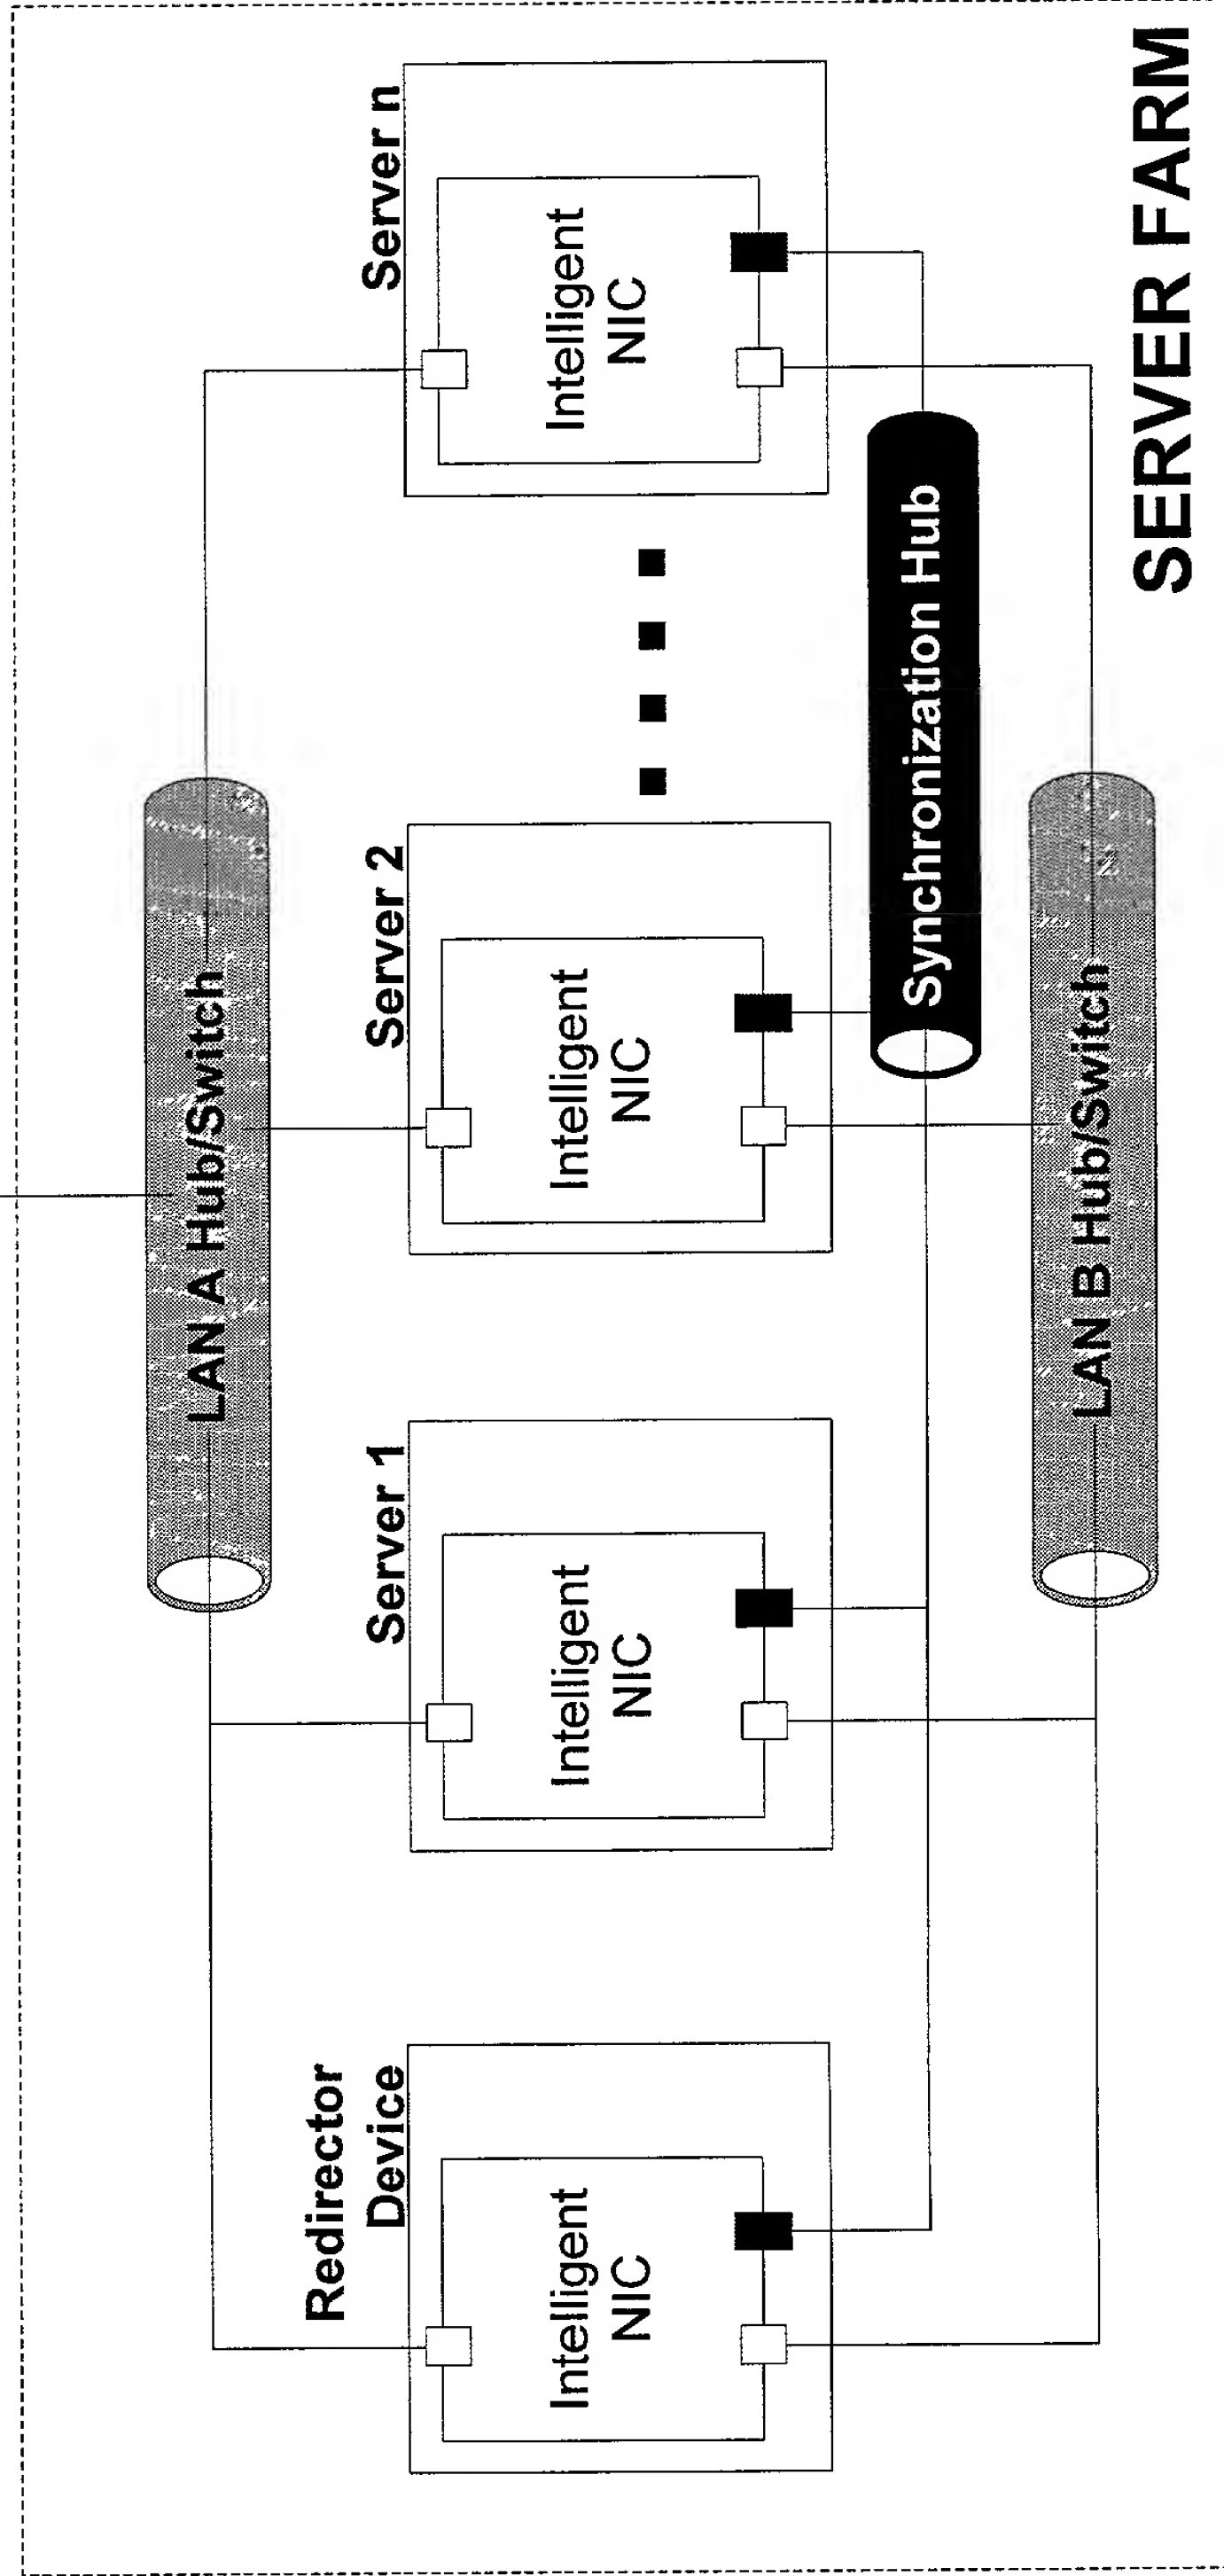 LAN A Hub/Switch
Redirector
Device
Server 1
Server 2
Server n
Intelligent
NIC
Intelligent
NIC
Intelligent
NIC
Intelligent
NIC
Synchronization Hub
LAN B Hub/Switch
SERVER FARM